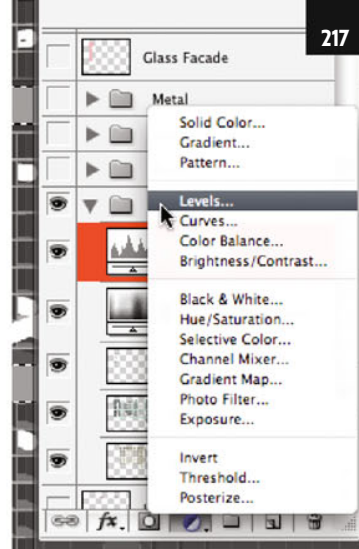 217
Glass Facade
Metal
Solid Color...
Gradient...
Pattern...
Levels...
Curves...
Color Balance...
Brightness/Contrast...
Black & White...
Hue/Saturation...
Selective Color...
Channel Mixer...
Gradient Map...
Photo Filter...
Exposure...
Invert
Threshold...
Posterize...
fx.